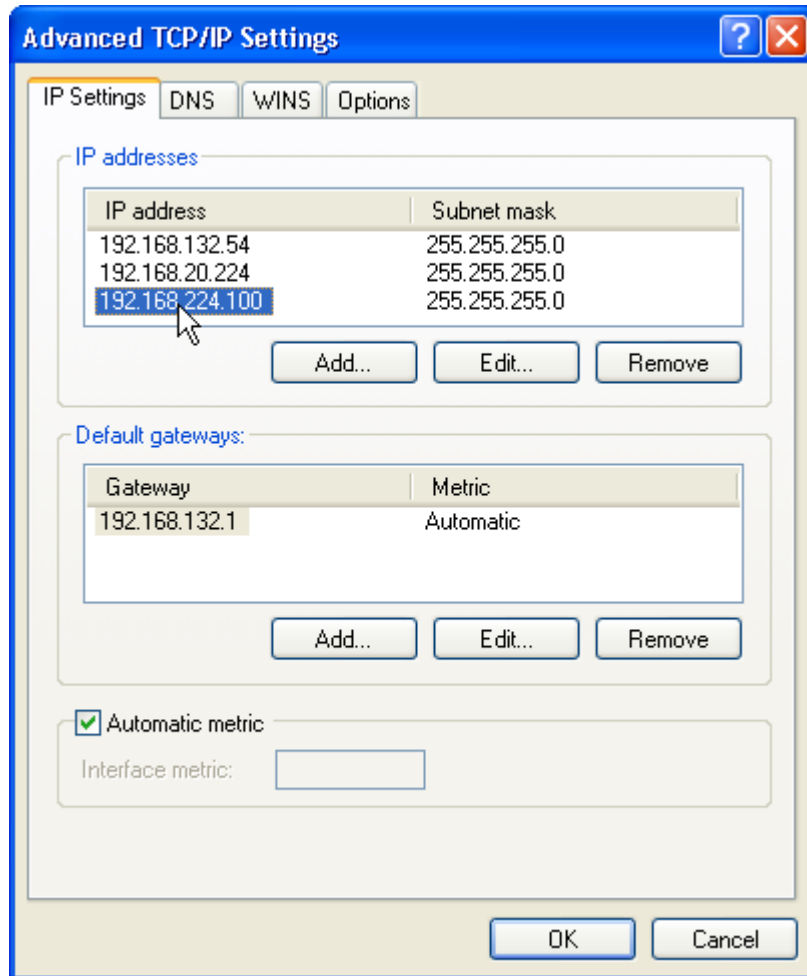 Advanced TCP/IP Settings
IP Settings DNS WINS Options
IP addresses
IP address Subnet mask
192.168.132.54 255.255.255.0
192.168.20.224 255.255.255.0
192.168.224.100 255.255.255.0
Add... Edit... Remove
Default gateways:
Gateway Metric
192.168.132.1 Automatic
Add... Edit... Remove
Automatic metric
Interface metric:
OK Cancel